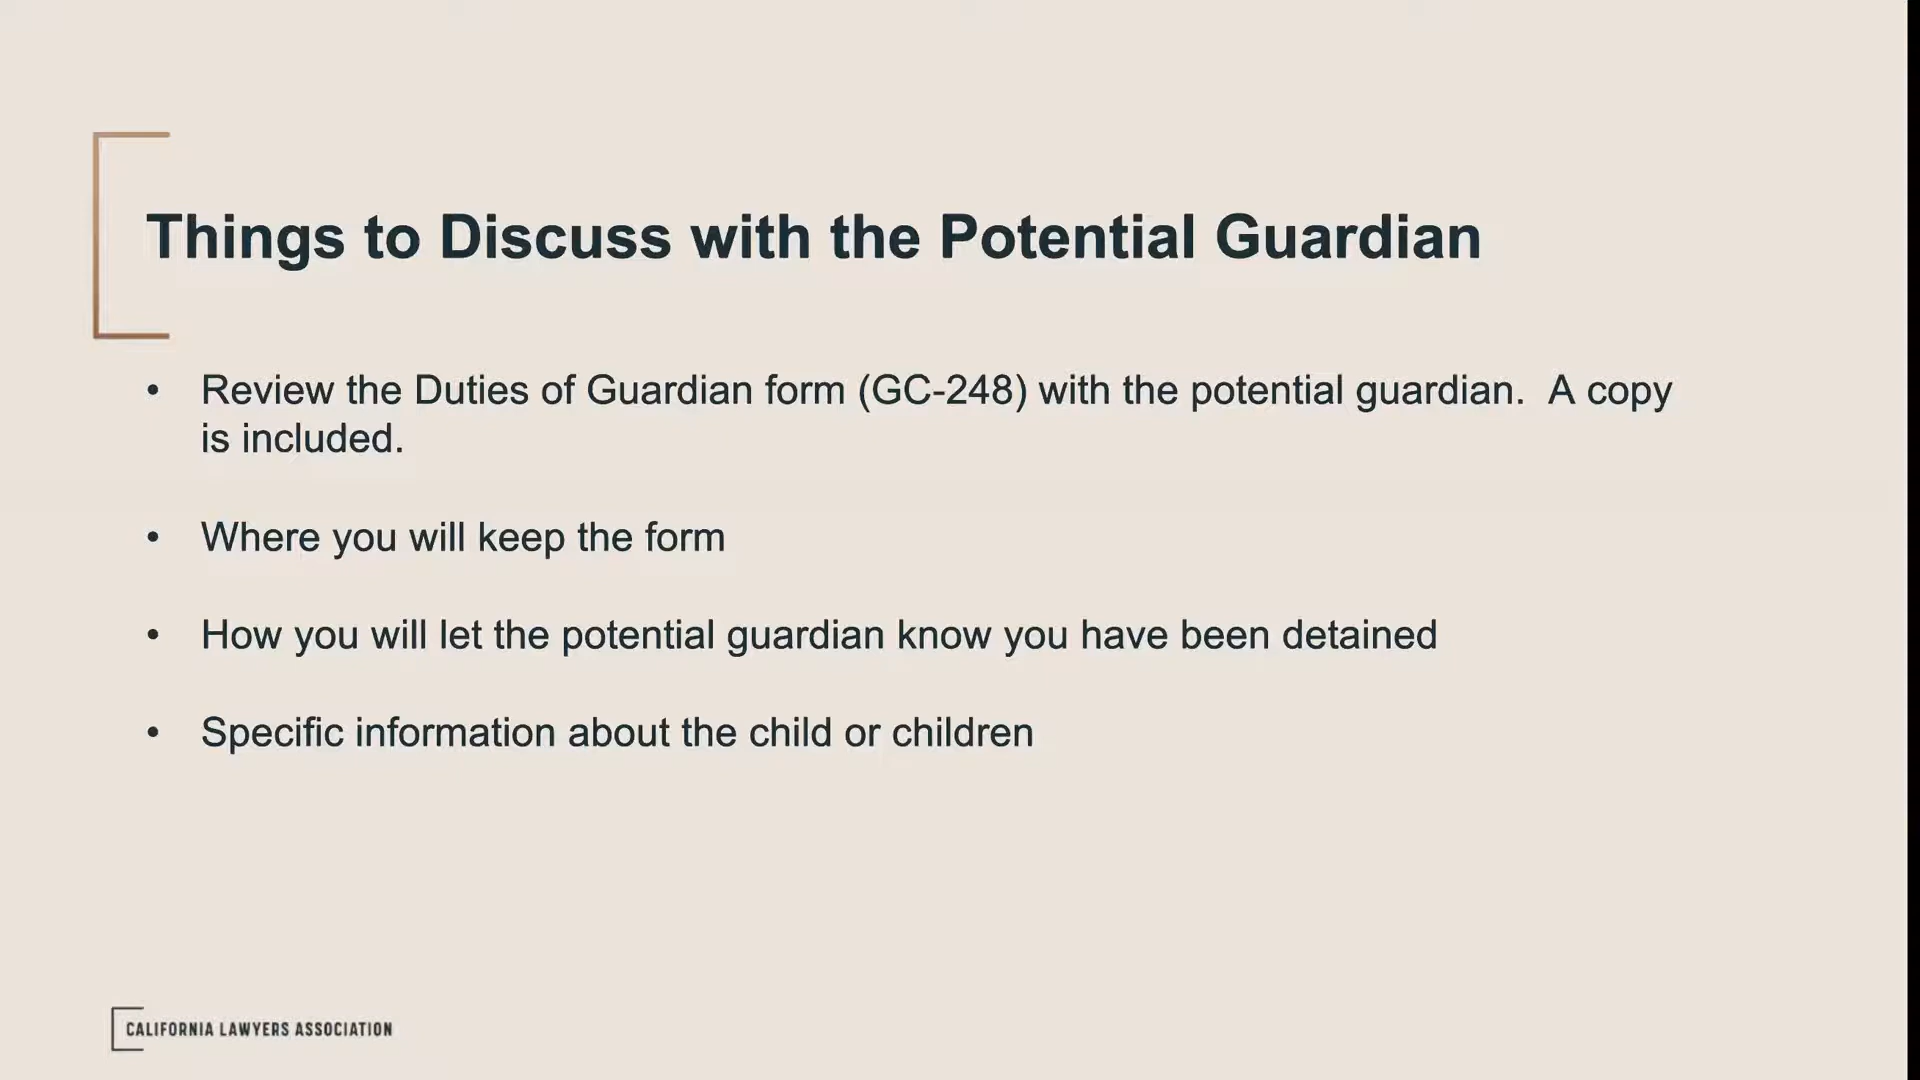 Things to Discuss with the Potential Guardian
• Review the Duties of Guardian form (GC-248) with the potential guardian.  A copy
is included.
• Where you will keep the form
• How you will let the potential guardian know you have been detained
• Specific information about the child or children
CALIFORNIA LAWYERS ASSOCIATION